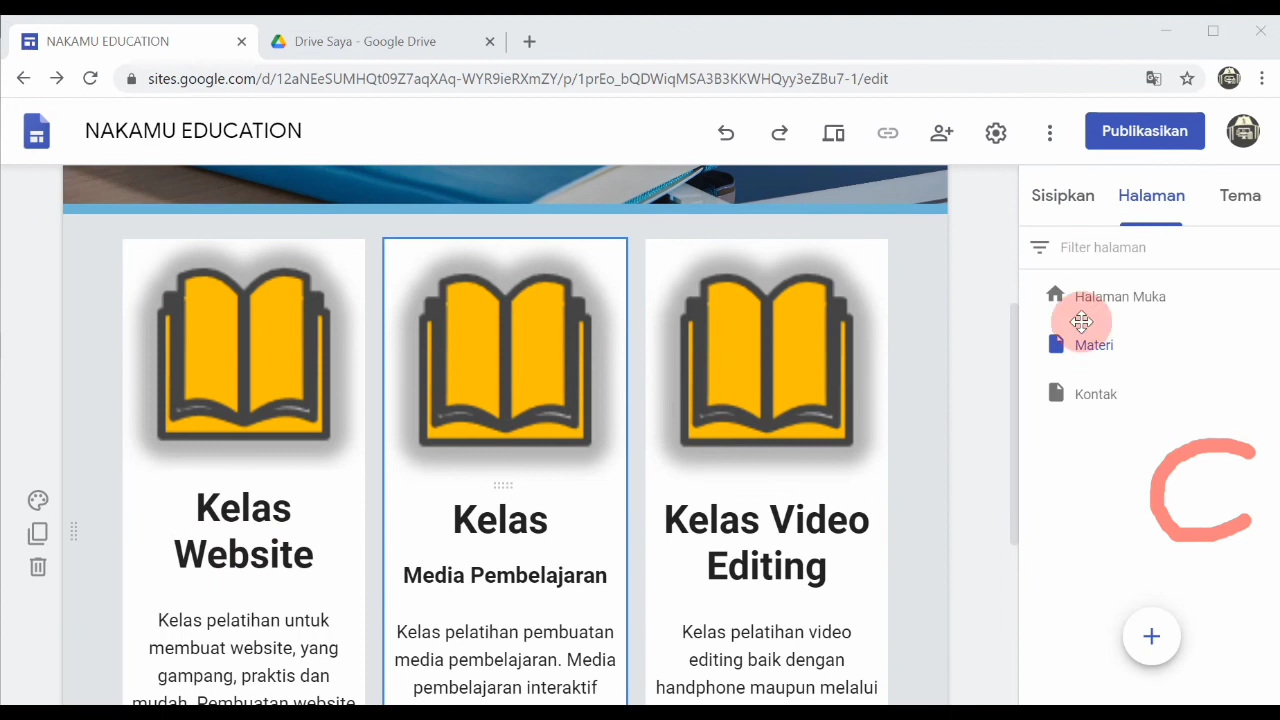 NAKAMU EDUCATION
Drive Saya - Google Drive
sites.google.com/d/12aNEeSUMHQt09Z7aqXAq-WYR9ieRXmZY/p/1prEo_bQDWiqMSA3B3KKWHQyy3eZBu7-1/edit
NAKAMU EDUCATION
Publikasikan
Sisipkan
Halaman
Tema
Filter halaman
Halaman Muka
Materi
Kontak
C
Kelas
Website
Kelas pelatihan untuk
membuat website, yang
gampang, praktis dan
mudah. Pembuatan website
Kelas
Media Pembelajaran
Kelas pelatihan pembuatan
media pembelajaran. Media
pembelajaran interaktif
Kelas Video
Editing
Kelas pelatihan video
editing baik dengan
handphone maupun melalui